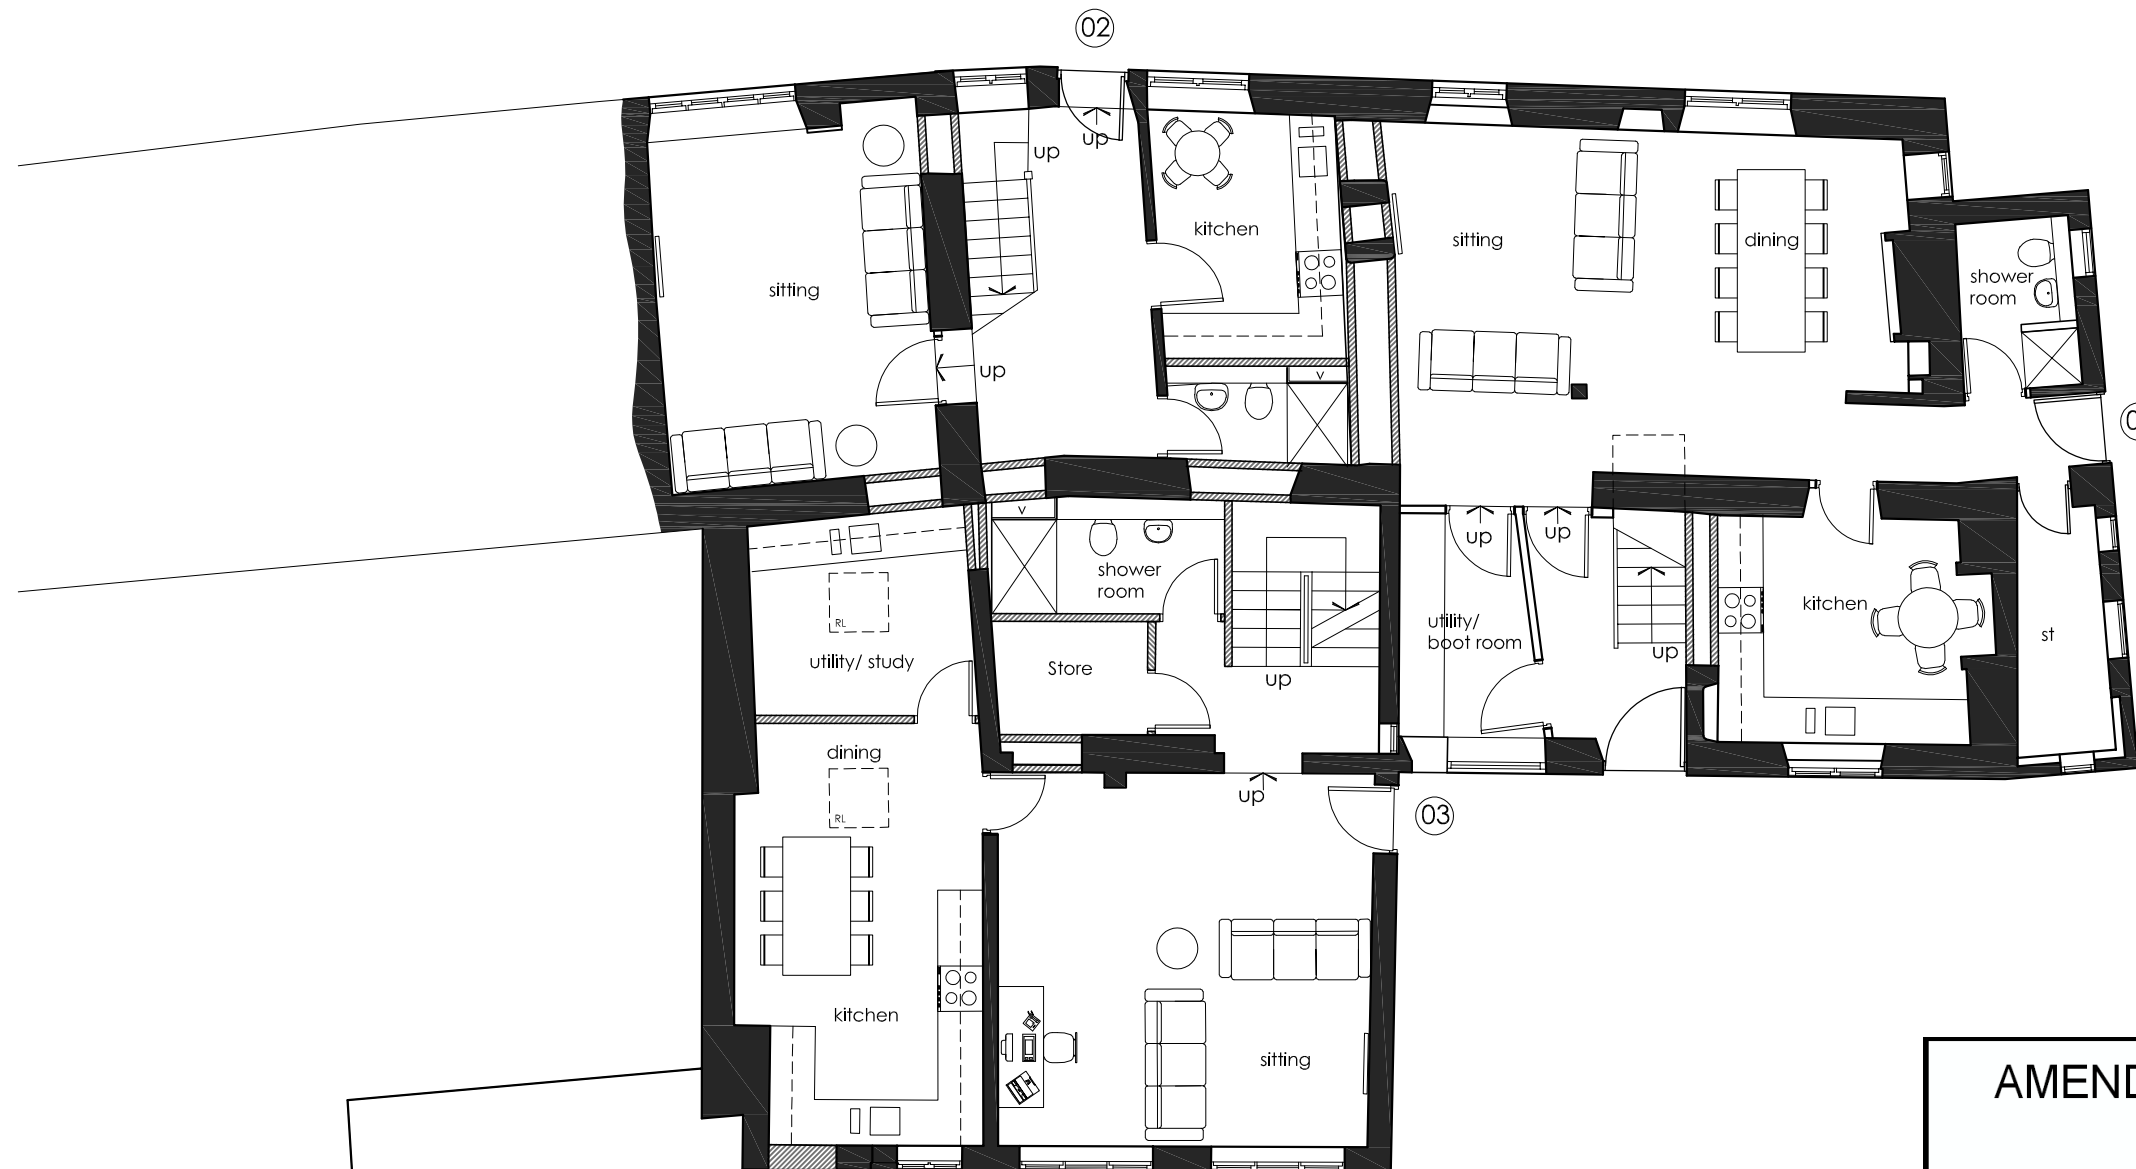 02
up
up
kitchen
sitting
dining
shower
room
sitting
up
v
0
v
shower
room
up
up
utility/
boot room
kitchen
st
RL
utility/ study
Store
up
up
dining
up
RL
03
kitchen
sitting
AMEND